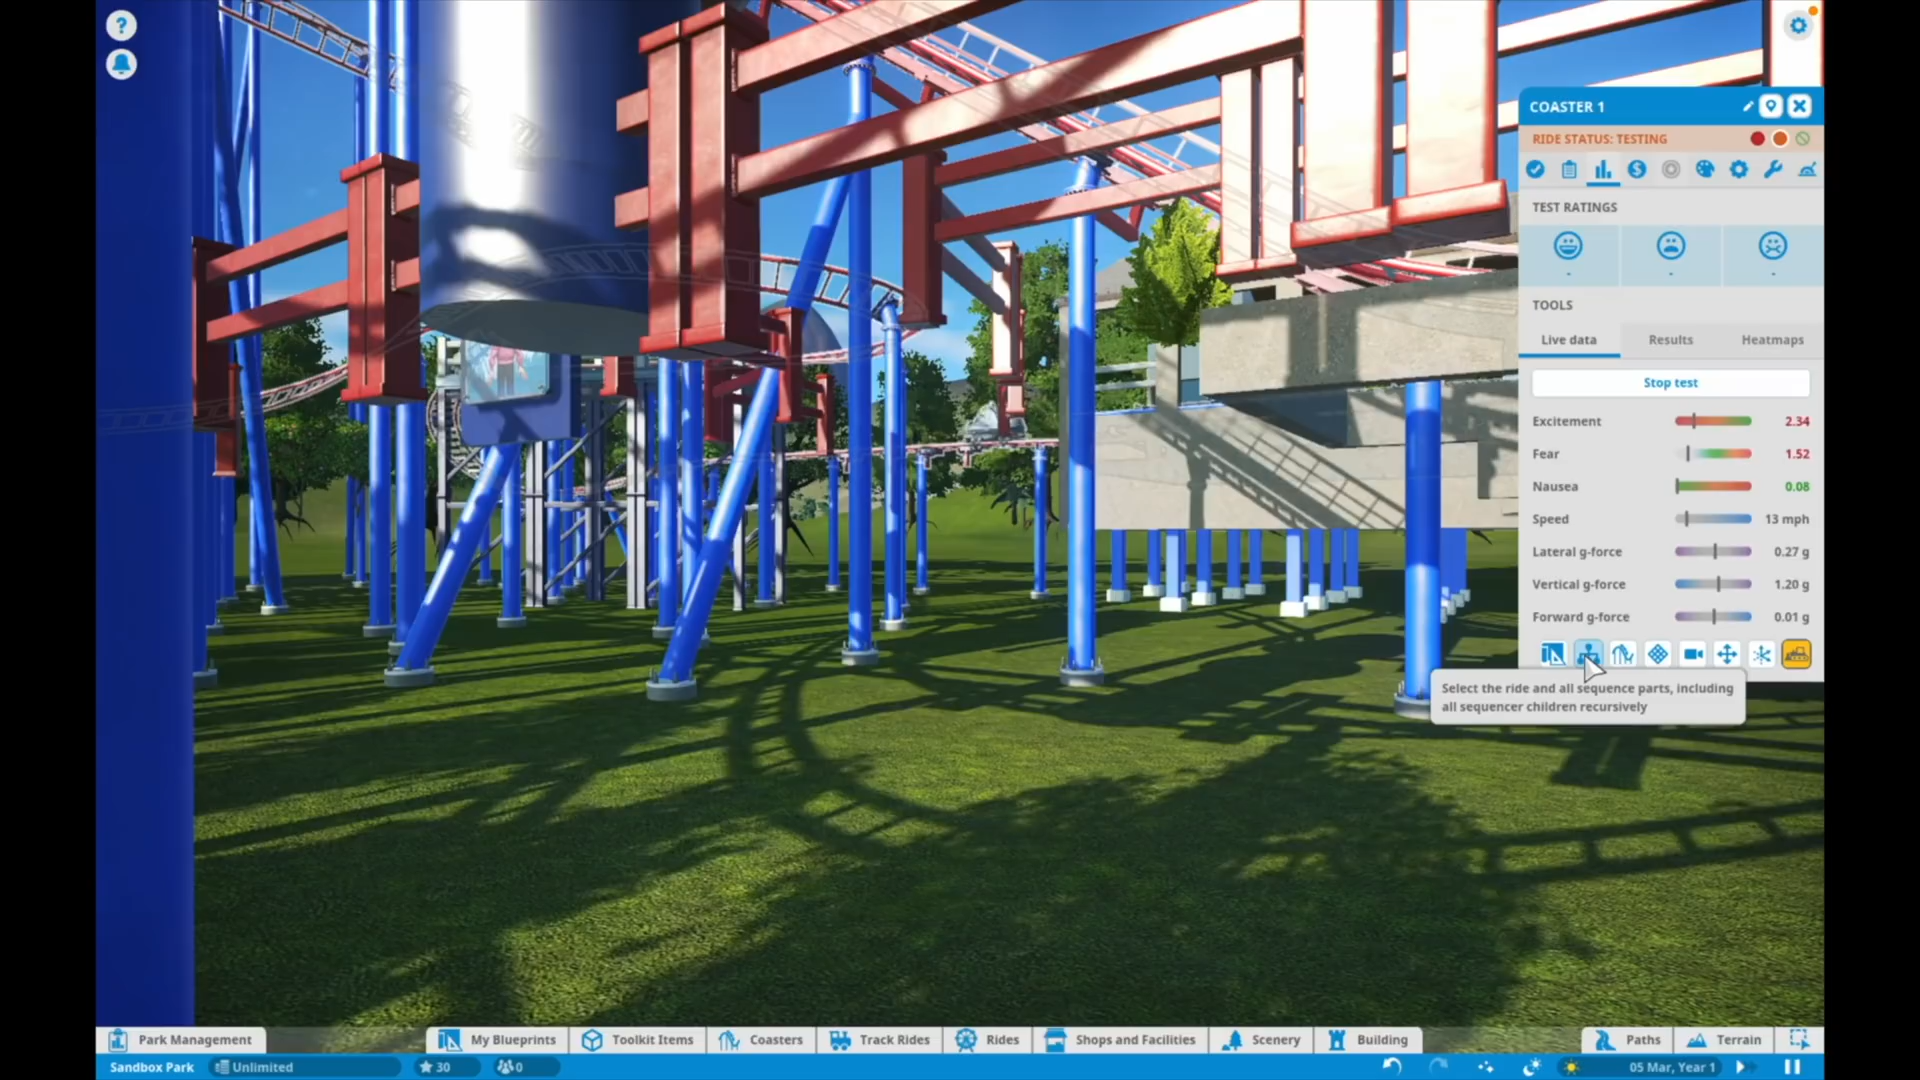 ?
COASTER 1
RIDE STATUS: TESTING
TEST RATINGS
- - -
TOOLS
Live data Results Heatmaps
Stop test
Excitement 2.34
Fear 1.52
Nausea 0.08
Speed 13 mph
Lateral g-force 0.27 g
Vertical g-force 1.20 g
Forward g-force 0.01 g
Select the ride and all sequence parts, including
all sequencer children recursively
Park Management My Blueprints Toolkit Items Coasters Track Rides Rides Shops and Facilities Scenery Building Paths Terrain
Sandbox Park Unlimited 30 0 05 Mar, Year 1